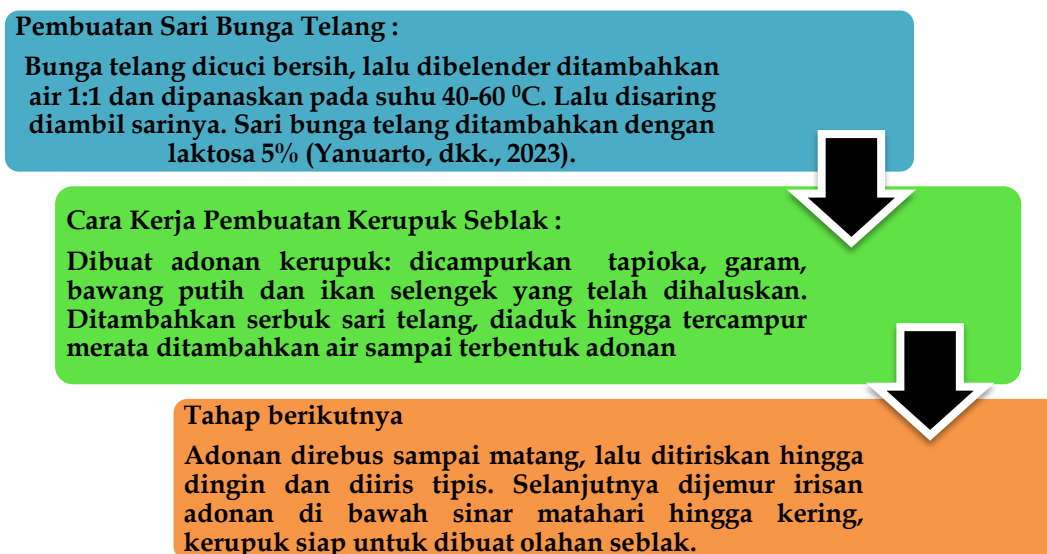 Pembuatan Sari Bunga Telang :
Bunga telang dicuci bersih, lalu dibelender ditambahkan
air 1:1 dan dipanaskan pada suhu 40-60 ⁰C. Lalu disaring
diambil sarinya. Sari bunga telang ditambahkan dengan
laktosa 5% (Yanuarto, dkk., 2023).
Cara Kerja Pembuatan Kerupuk Seblak :
Dibuat adonan kerupuk: dicampurkan tapioka, garam,
bawang putih dan ikan selengek yang telah dihaluskan.
Ditambahkan serbuk sari telang, diaduk hingga tercampur
merata ditambahkan air sampai terbentuk adonan
Tahap berikutnya
Adonan direbus sampai matang, lalu ditiriskan hingga
dingin dan diiris tipis. Selanjutnya dijemur irisan
adonan di bawah sinar matahari hingga kering,
kerupuk siap untuk dibuat olahan seblak.